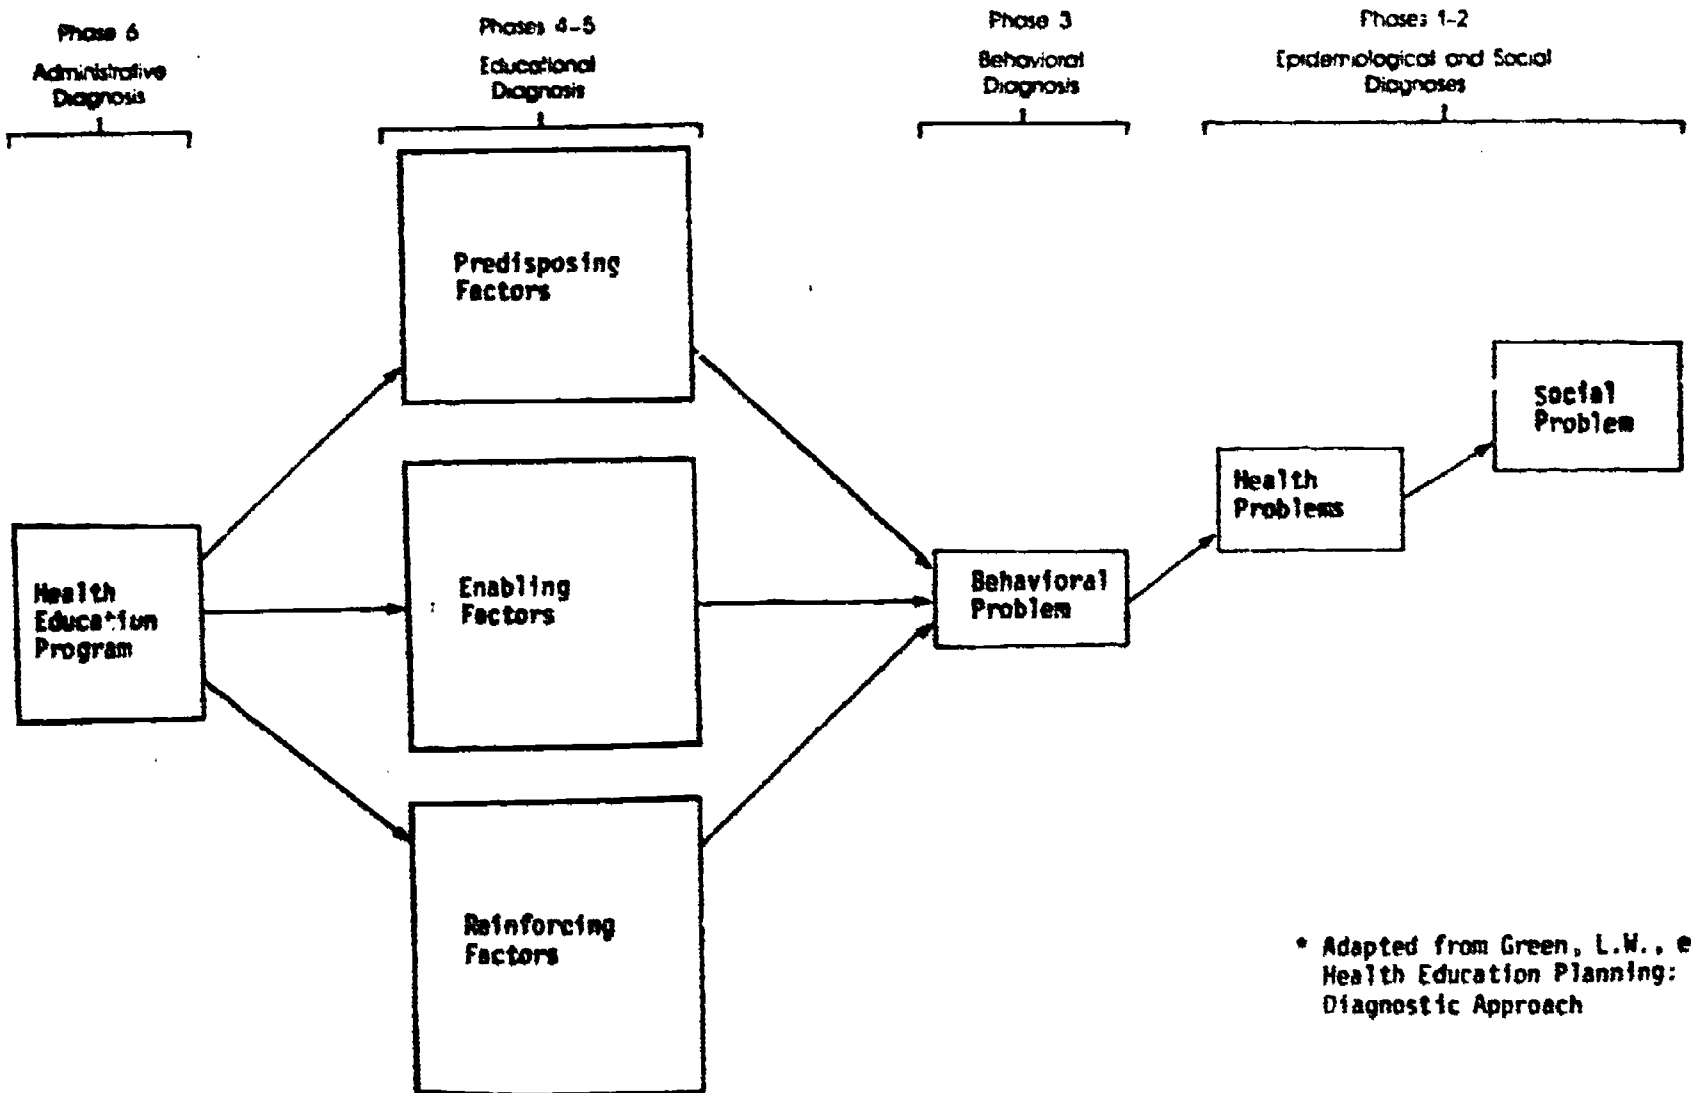 Phase 6
Administrative
Diagnosis
Phases 4-5
Educational
Diagnosis
Phase 3
Behavioral
Diagnosis
Phases 1-2
Epidemological and Social
Diagnoses
Predisposing
Factors
Social
Problem
Health
Problems
Health
Education
Program
Enabling
Factors
Behavioral
Problem
Reinforcing
Factors
* Adapted from Green, L.W., e
Health Education Planning:
Diagnostic Approach